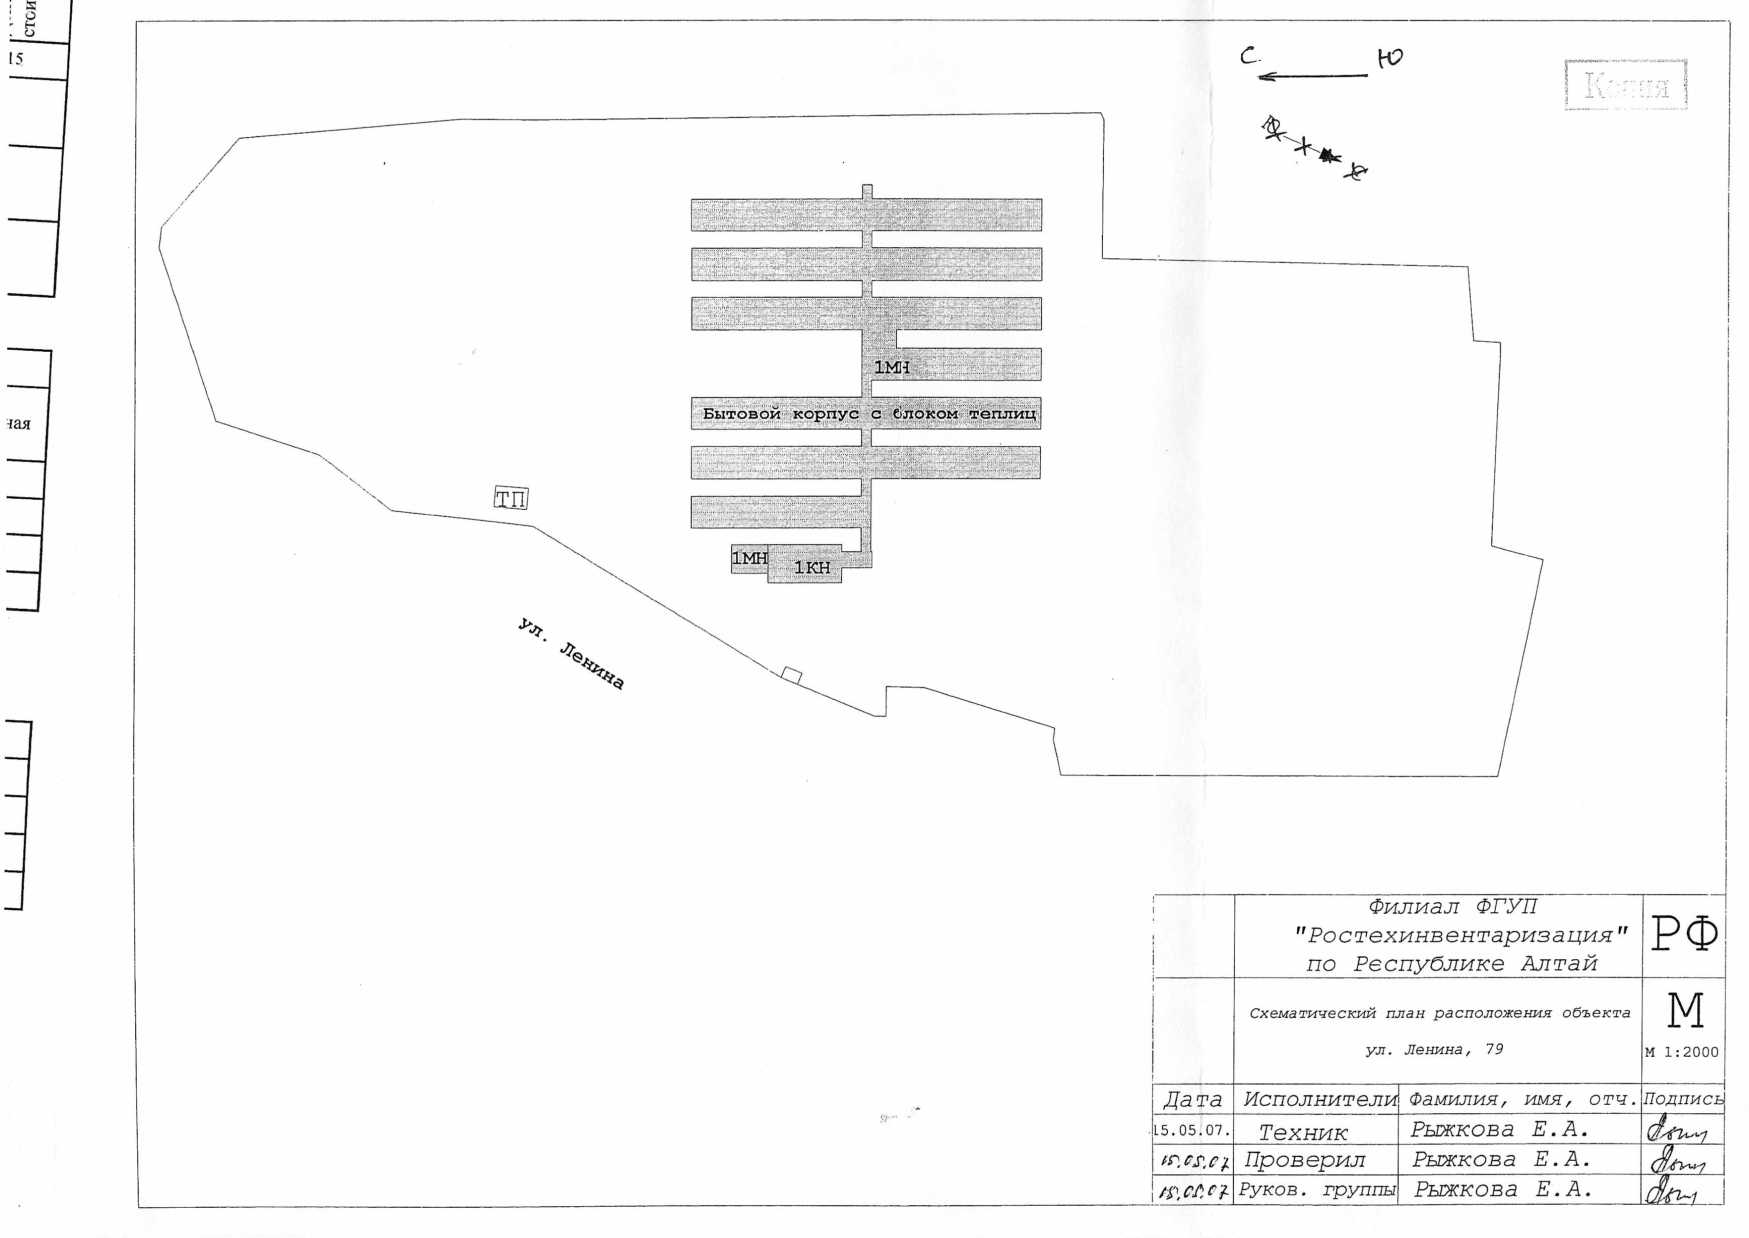 15
ная
С. Ю
Копия
1МН
Бытовой корпус с блоком теплиц
ТП
1МН
1КН
ул. Ленина
Филиал ФГУП
"Ростехинвентаризация"
по Республике Алтай
РФ
Схематический план расположения объекта
ул. Ленина, 79
М
М 1:2000
Дата Исполнители Фамилия, имя, отч. Подпись
15.05.07. Техник Рыжкова Е.А.
15.05.07 Проверил Рыжкова Е.А.
15.05.07 Руков. группы Рыжкова Е.А.